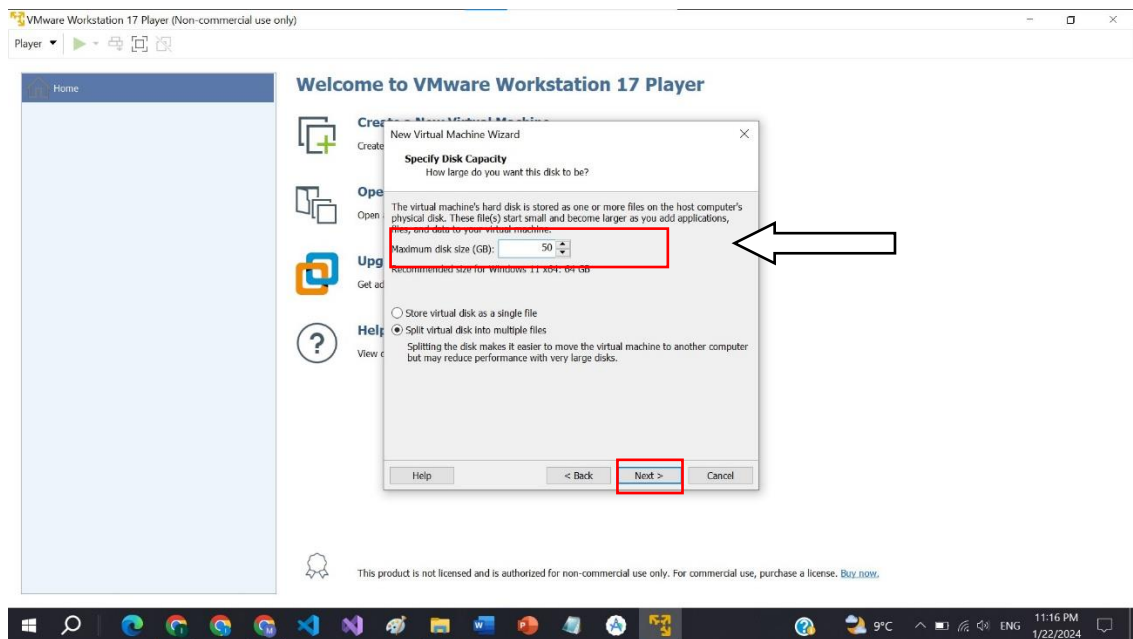 VMware Workstation 17 Player (Non-commercial use only)
Player
Home
Welcome to VMware Workstation 17 Player
Create
New Virtual Machine Wizard
Specify Disk Capacity
How large do you want this disk to be?
Open
The virtual machine's hard disk is stored as one or more files on the host computer's
physical disk. These file(s) start small and become larger as you add applications,
files, and data to your virtual machine.
Maximum disk size (GB): 50
Upg
Recommended size for Windows 11 x64: 64 GB
Get ad
Store virtual disk as a single file
Help
Split virtual disk into multiple files
View
Splitting the disk makes it easier to move the virtual machine to another computer
but may reduce performance with very large disks.
Help < Back Next > Cancel
This product is not licensed and is authorized for non-commercial use only. For commercial use, purchase a license. Buy now.
9°C ENG 11:16 PM
1/22/2024